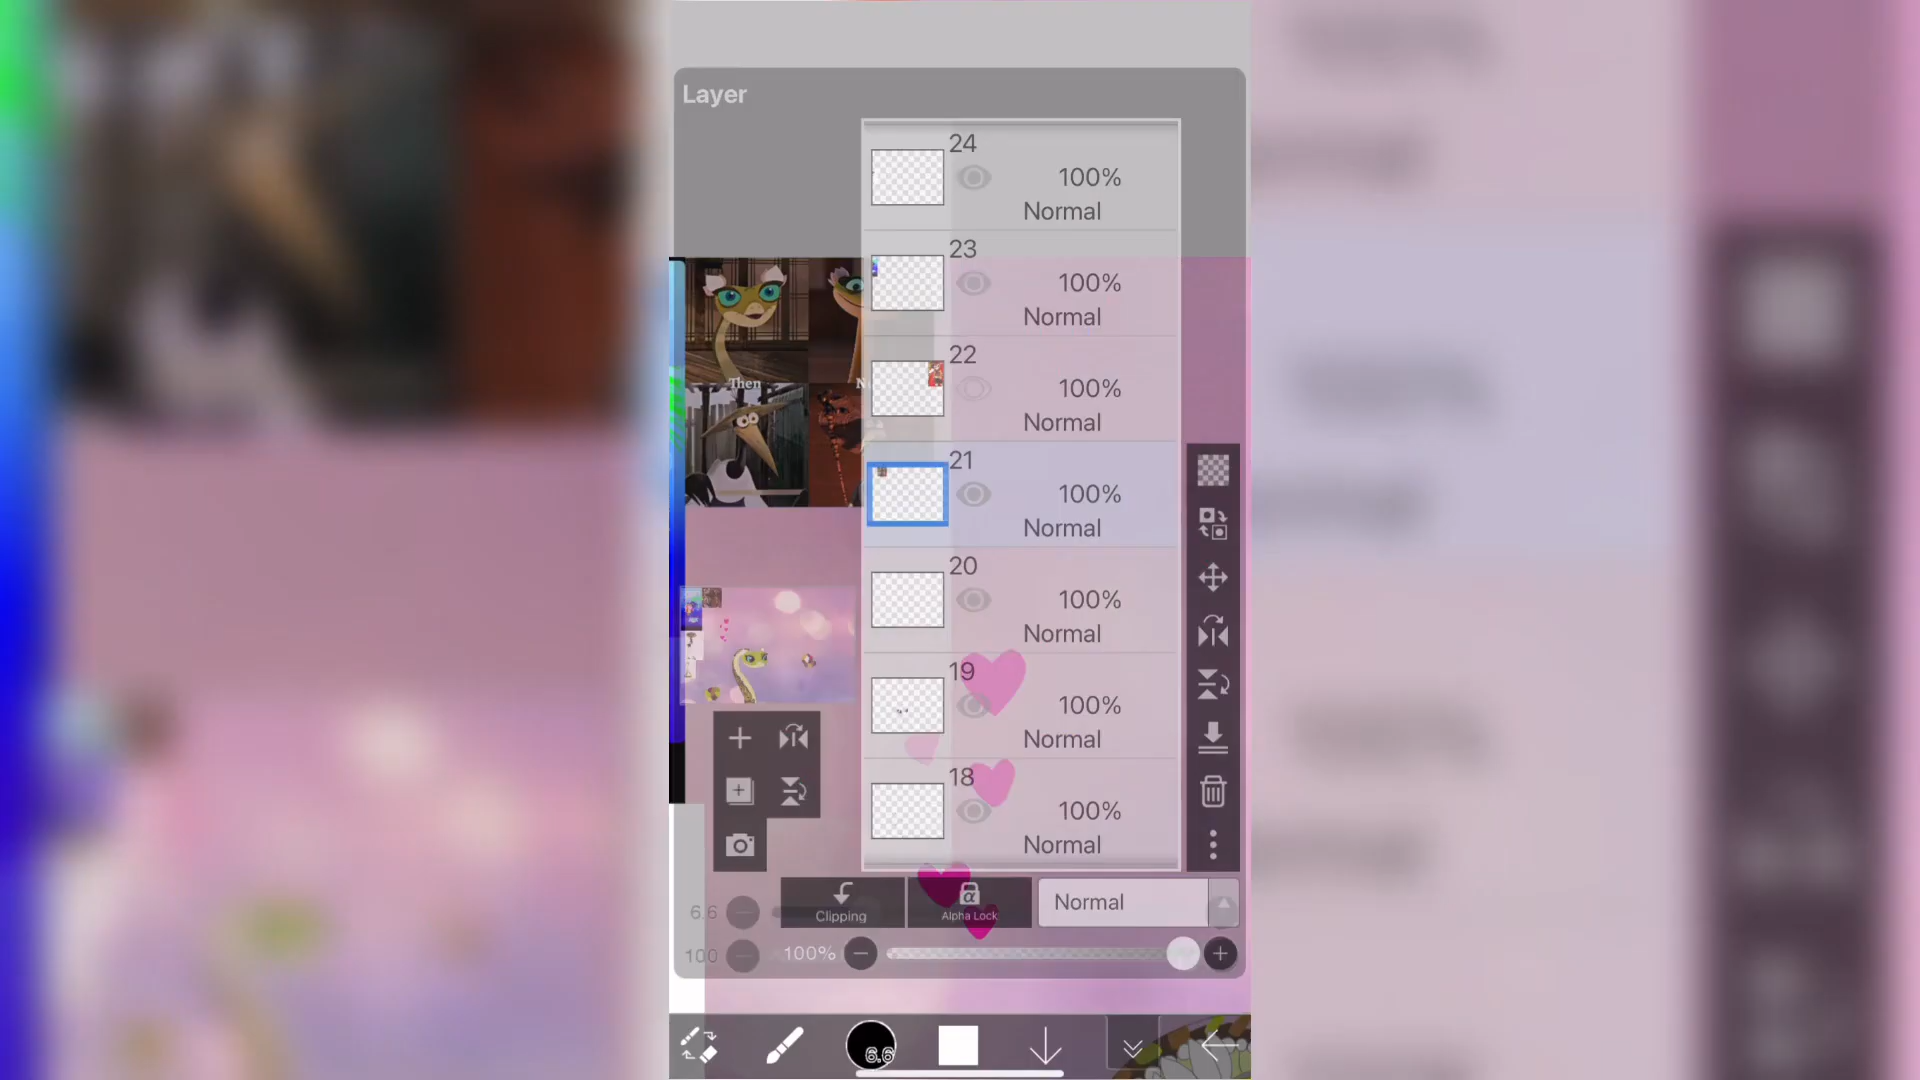 Layer
24
100%
Normal
23
100%
Normal
22
100%
Normal
Then
N
21
100%
Normal
20
100%
Normal
19
100%
Normal
18
100%
Normal
Clipping
Alpha Lock
Normal
6.6
100
100%
6.6